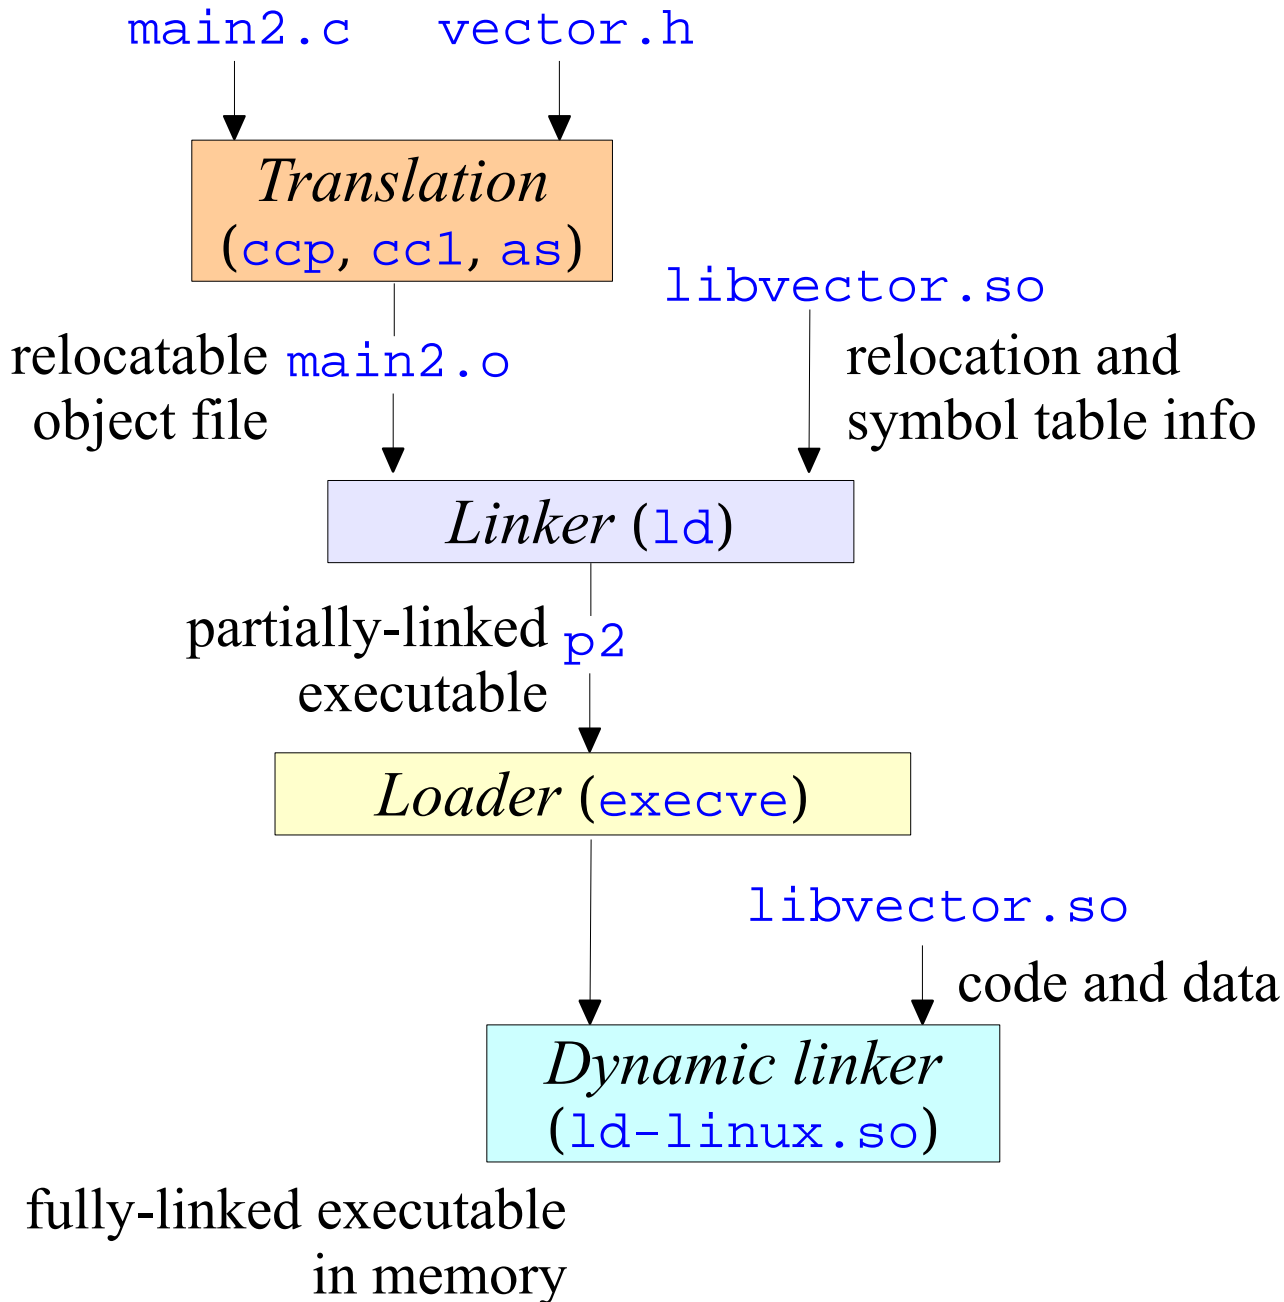 main2.c vector.h
Translation
(ccp, cc1, as)
libvector.so
relocatable main2.o
object file
relocation and
symbol table info
Linker (ld)
partially-linked p2
executable
Loader (execve)
libvector.so
code and data
Dynamic linker
(ld-linux.so)
fully-linked executable
in memory